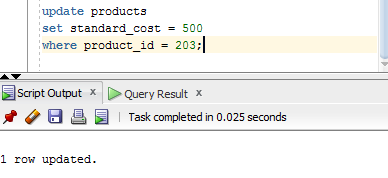 update products
set standard_cost = 500
where product_id = 203;
Script Output x Query Result x
Task completed in 0.025 seconds
1 row updated.